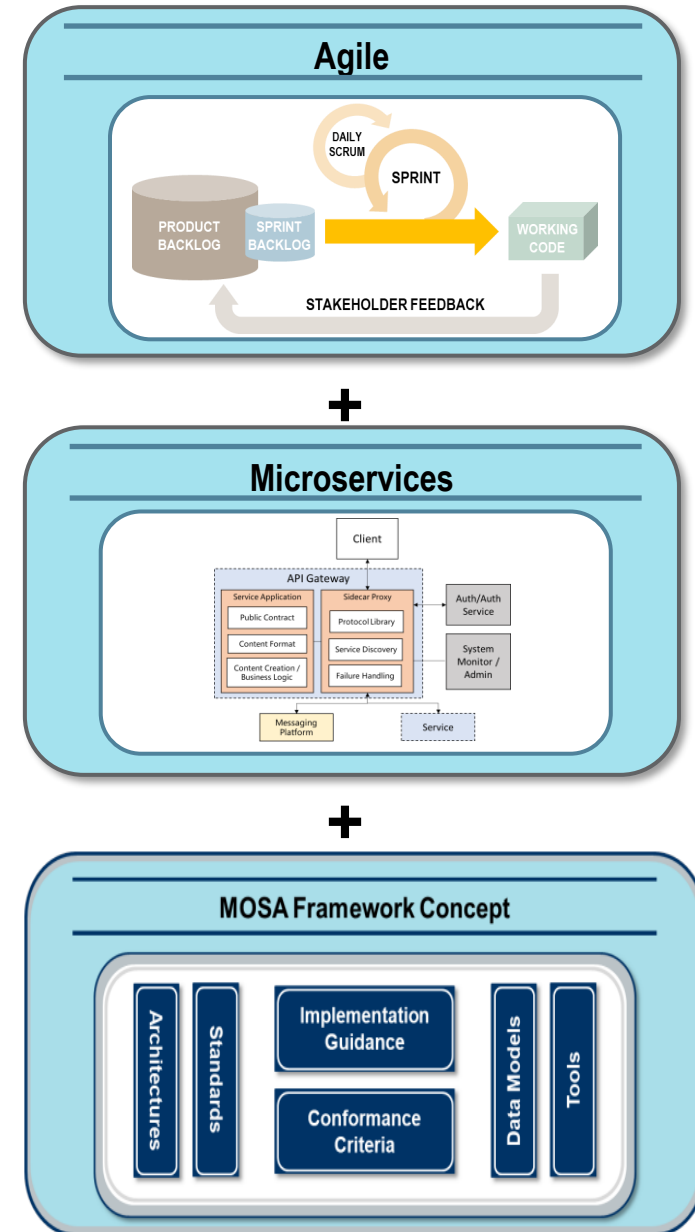 Agile
DAILY
SCRUM
SPRINT
PRODUCT
BACKLOG
SPRINT
BACKLOG
WORKING
CODE
STAKEHOLDER FEEDBACK
+
Microservices
Client
API Gateway
Service Application
Public Contract
Content Format
Content Creation /
Business Logic
Sidecar Proxy
Protocol Library
Service Discovery
Failure Handling
Auth/Auth
Service
System
Monitor /
Admin
Messaging
Platform
Service
+
MOSA Framework Concept
Architectures
Standards
Implementation
Guidance
Conformance
Criteria
Data Models
Tools